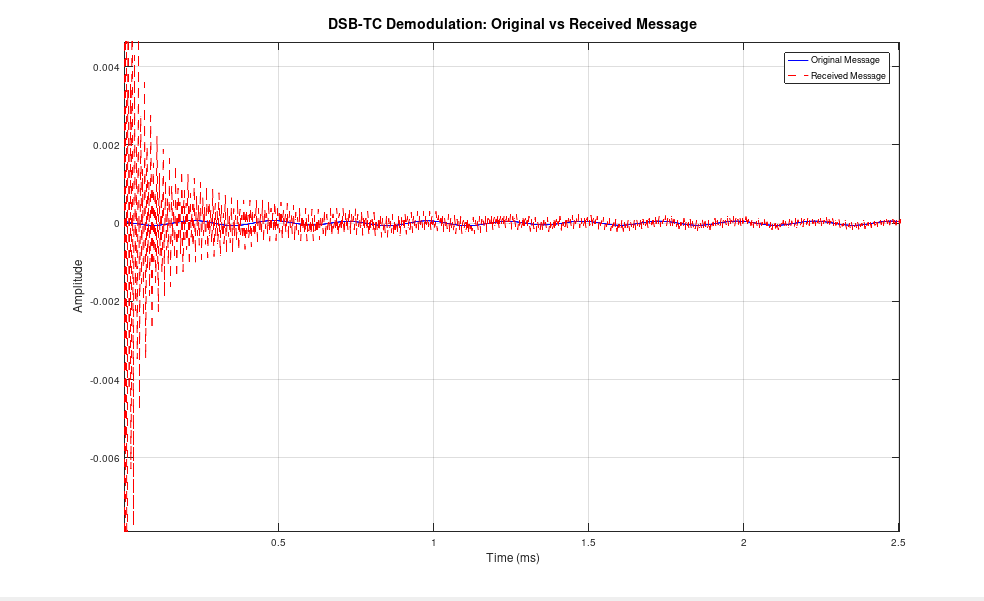 DSB-TC Demodulation: Original vs Received Message
Original Message
Received Message
0.004
0.002
0
-0.002
-0.004
-0.006
Amplitude
0.5
1
1.5
2
2.5
Time (ms)